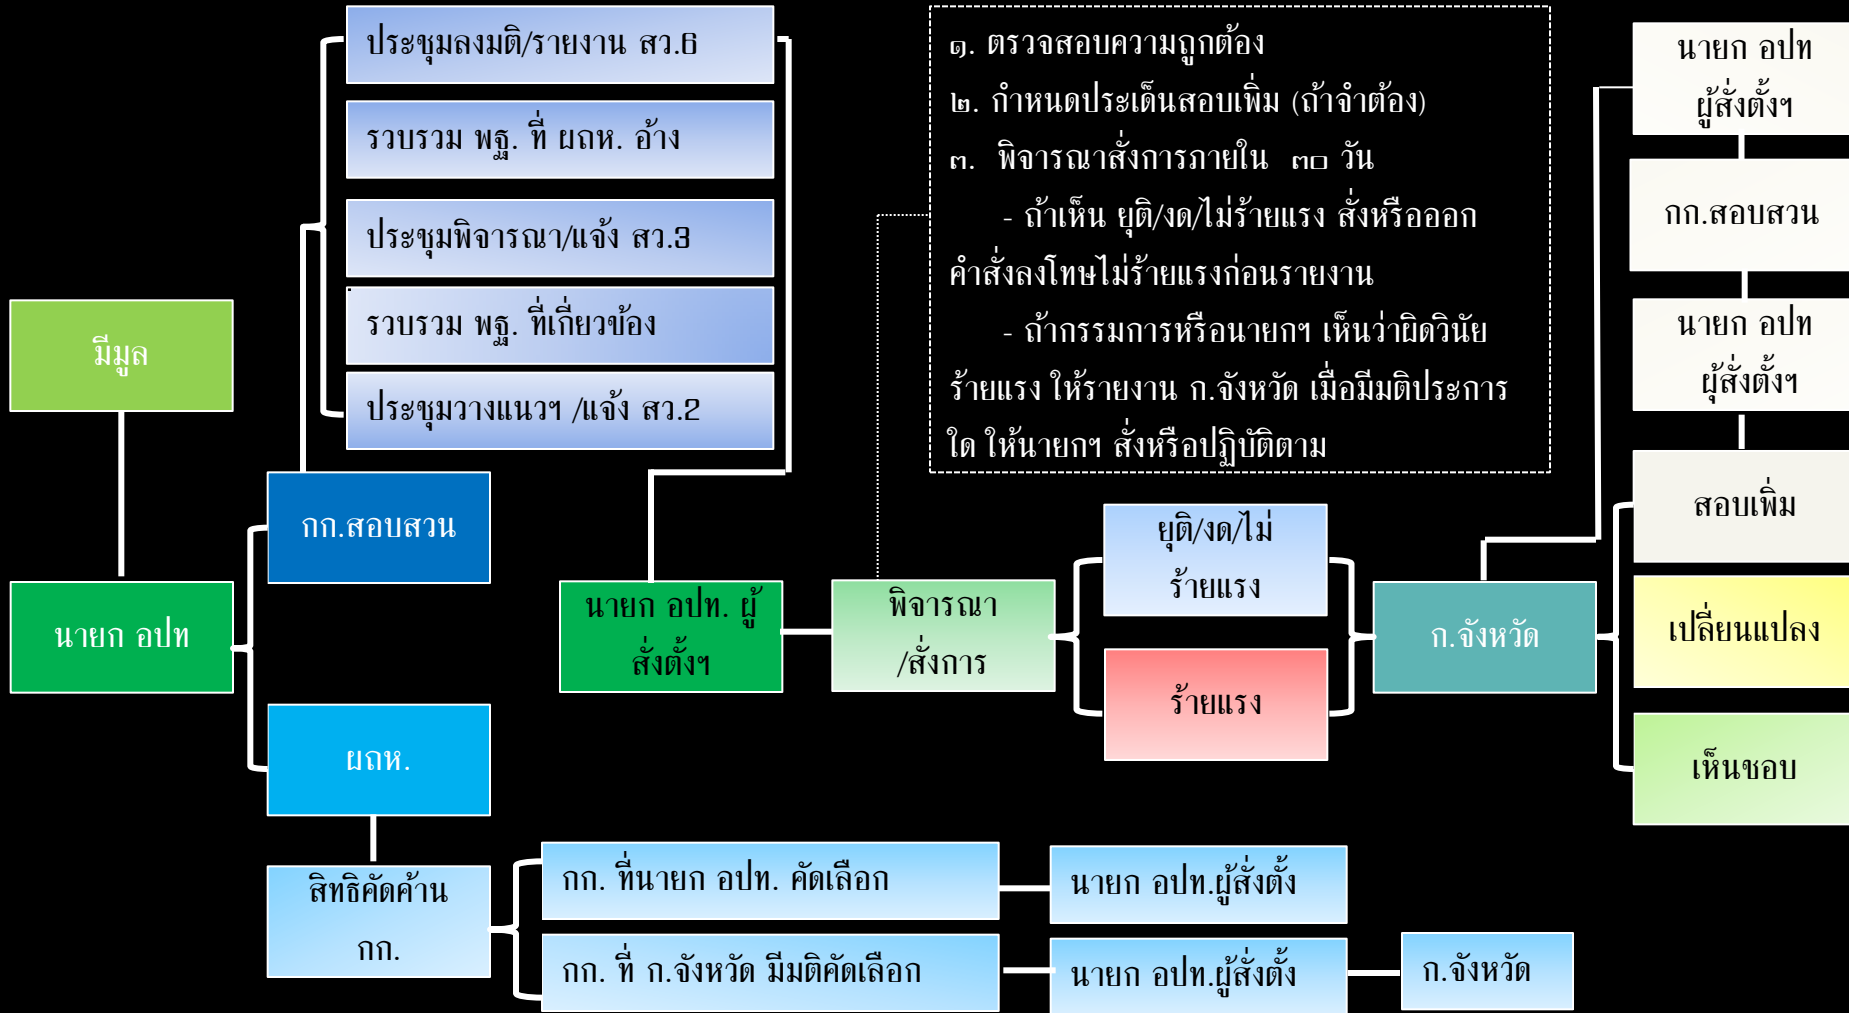 ประชุมลงมติ/รายงาน สว.6
รวบรวม พฐ. ที่ ผถห. อ้าง
ประชุมพิจารณา/แจ้ง สว.3
รวบรวม พฐ. ที่เกี่ยวข้อง
ประชุมวางแนวฯ /แจ้ง สว.2
มีมูล
นายก อปท
กก.สอบสวน
ผถห.
สิทธิคัดค้าน
กก.
๑. ตรวจสอบความถูกต้อง
๒. กำหนดประเด็นสอบเพิ่ม (ถ้าจำต้อง)
๓. พิจารณาสั่งการภายใน ๓๐ วัน
- ถ้าเห็น ยุติ/งด/ไม่ร้ายแรง สั่งหรือออก
คำสั่งลงโทษไม่ร้ายแรงก่อนรายงาน
- ถ้ากรรมการหรือนายกฯ เห็นว่าผิดวินัย
ร้ายแรง ให้รายงาน ก.จังหวัด เมื่อมีมติประการ
ใด ให้นายกฯ สั่งหรือปฏิบัติตาม
นายก อปท. ผู้
สั่งตั้งฯ
พิจารณา
/สั่งการ
ยุติ/งด/ไม่
ร้ายแรง
ร้ายแรง
ก.จังหวัด
นายก อปท
ผู้สั่งตั้งฯ
กก.สอบสวน
นายก อปท
ผุ้สั่งตั้งฯ
สอบเพิ่ม
เปลี่ยนแปลง
เห็นชอบ
กก. ที่นายก อปท. คัดเลือก
นายก อปท.ผู้สั่งตั้ง
กก. ที่ ก.จังหวัด มีมติคัดเลือก
นายก อปท.ผู้สั่งตั้ง
ก.จังหวัด